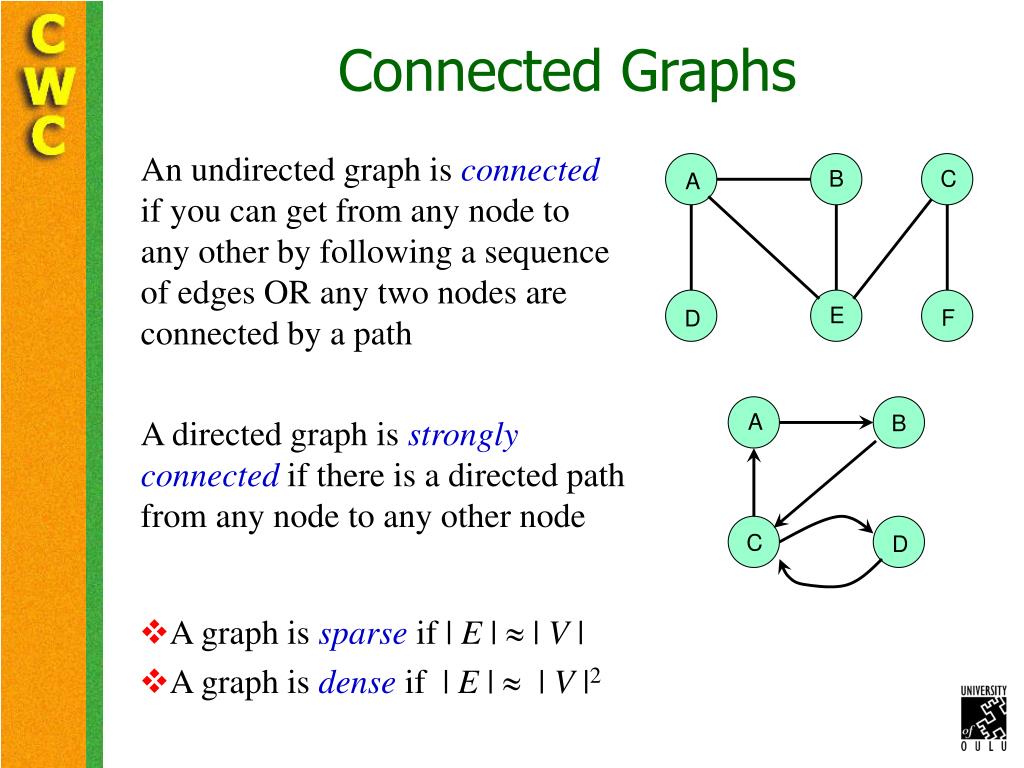 C
W
C
Connected Graphs
An undirected graph is connected
if you can get from any node to
any other by following a sequence
of edges OR any two nodes are
connected by a path
A B C
D E F
A directed graph is strongly
connected if there is a directed path
from any node to any other node
A B
C D
❖A graph is sparse if | E | ≈ | V |
❖A graph is dense if | E | ≈ | V |²
UNIVERSITY
of
OULU